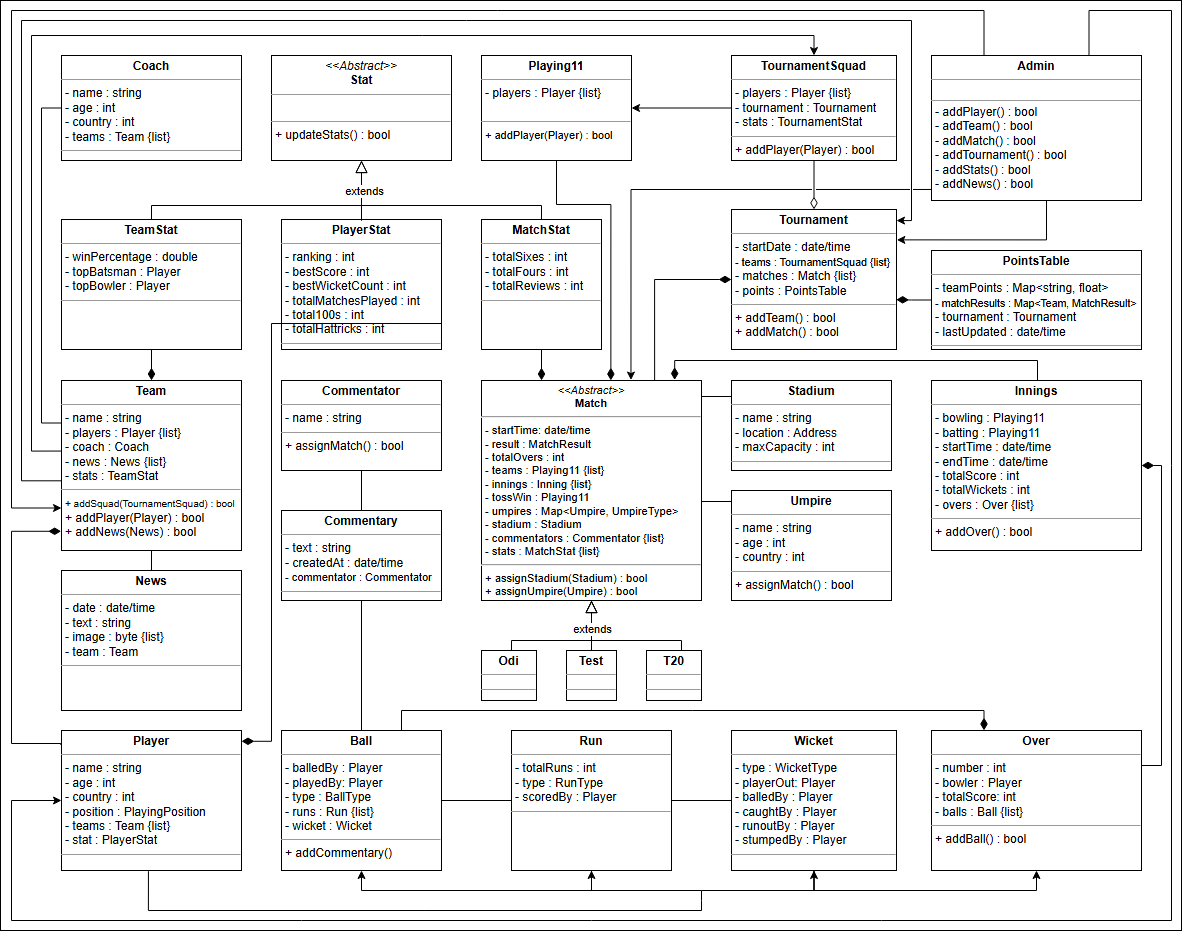 Coach
- name : string
- age : int
- country : int
- teams : Team {list}
<<Abstract>>
Stat
+ updateStats() : bool
extends
Playing11
- players : Player {list}
+ addPlayer(Player) : bool
TournamentSquad
- players : Player {list}
- tournament : Tournament
- stats : TournamentStat
+ addPlayer(Player) : bool
Admin
- addPlayer() : bool
- addTeam() : bool
- addMatch() : bool
- addTournament() : bool
- addStats() : bool
- addNews() : bool
TeamStat
- winPercentage : double
- topBatsman : Player
- topBowler : Player
PlayerStat
- ranking : int
- bestScore : int
- bestWicketCount : int
- totalMatchesPlayed : int
- total100s : int
- totalHattricks : int
MatchStat
- totalSixes : int
- totalFours : int
- totalReviews : int
Tournament
- startDate : date/time
- teams : TournamentSquad {list}
- matches : Match {list}
- points : PointsTable
+ addTeam() : bool
+ addMatch() : bool
PointsTable
- teamPoints : Map<string, float>
- matchResults : Map<Team, MatchResult>
- tournament : Tournament
- lastUpdated : date/time
Team
- name : string
- players : Player {list}
- coach : Coach
- news : News {list}
- stats : TeamStat
+ addSquad(TournamentSquad) : bool
+ addPlayer(Player) : bool
+ addNews(News) : bool
Commentator
- name : string
+ assignMatch() : bool
<<Abstract>>
Match
- startTime: date/time
- result : MatchResult
- totalOvers : int
- teams : Playing11 {list}
- innings : Inning {list}
- tossWin : Playing11
- umpires : Map<Umpire, UmpireType>
- stadium : Stadium
- commentators : Commentator {list}
- stats : MatchStat {list}
+ assignStadium(Stadium) : bool
+ assignUmpire(Umpire) : bool
extends
Stadium
- name : string
- location : Address
- maxCapacity : int
Innings
- bowling : Playing11
- batting : Playing11
- startTime : date/time
- endTime : date/time
- totalScore : int
- totalWickets : int
- overs : Over {list}
+ addOver() : bool
Umpire
- name : string
- age : int
- country : int
+ assignMatch() : bool
Commentary
- text : string
- createdAt : date/time
- commentator : Commentator
News
- date : date/time
- text : string
- image : byte {list}
- team : Team
Odi
Test
T20
Player
- name : string
- age : int
- country : int
- position : PlayingPosition
- teams : Team {list}
- stat : PlayerStat
Ball
- balledBy : Player
- playedBy: Player
- type : BallType
- runs : Run {list}
- wicket : Wicket
+ addCommentary()
Run
- totalRuns : int
- type : RunType
- scoredBy : Player
Wicket
- type : WicketType
- playerOut: Player
- balledBy : Player
- caughtBy : Player
- runoutBy : Player
- stumpedBy : Player
Over
- number : int
- bowler : Player
- totalScore: int
- balls : Ball {list}
+ addBall() : bool